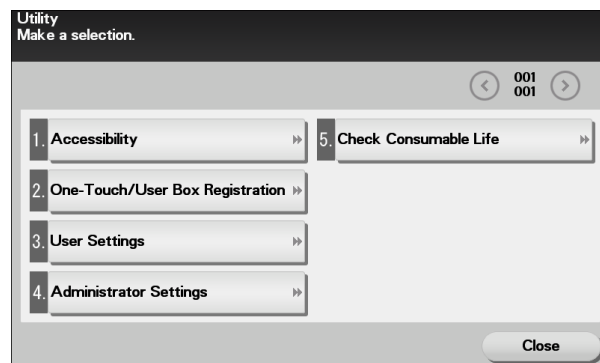 Utility
Make a selection.
001
001
1. Accessibility
2. One-Touch/User Box Registration
3. User Settings
4. Administrator Settings
5. Check Consumable Life
Close